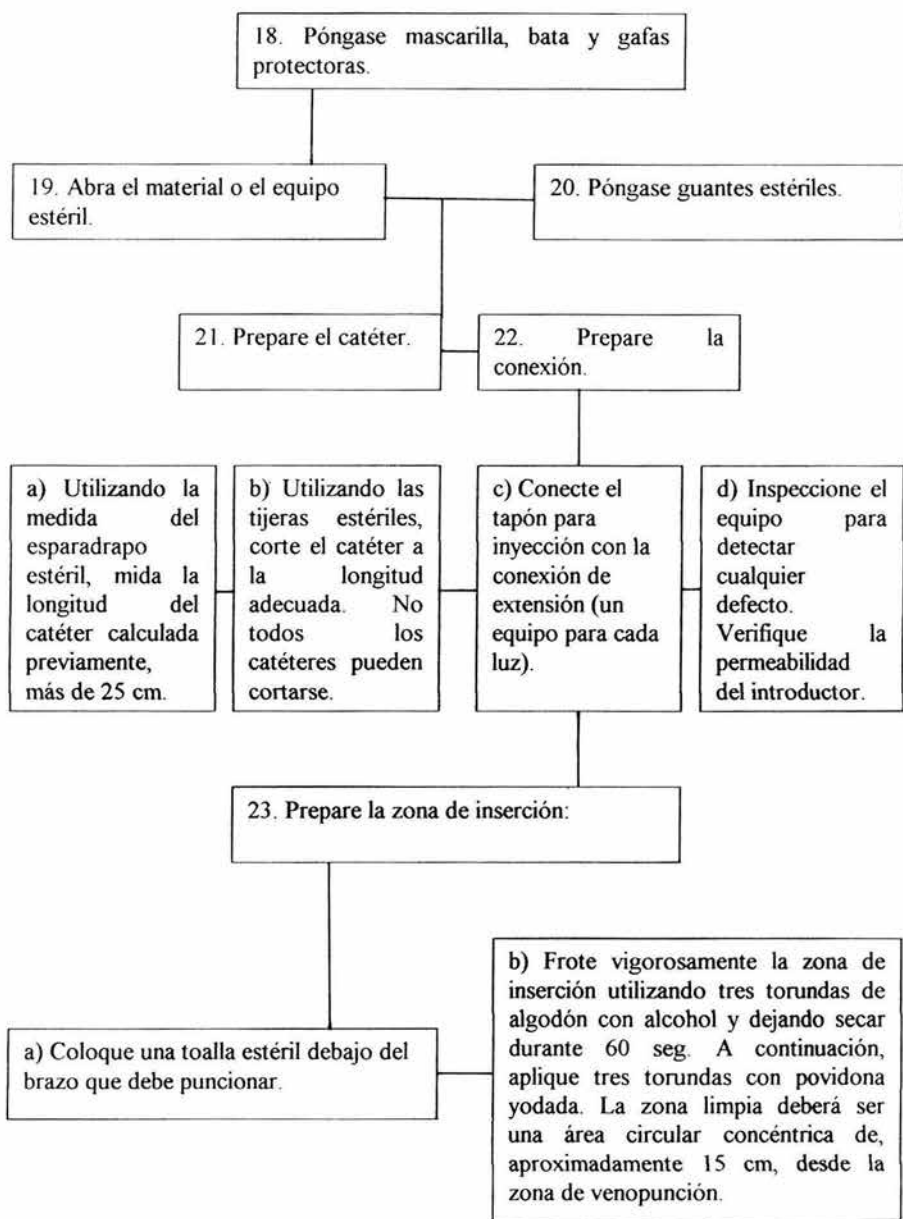 18. Póngase mascarilla, bata y gafas
protectoras.
19. Abra el material o el equipo
estéril.
20. Póngase guantes estériles.
21. Prepare el catéter.
22. Prepare la
conexión.
a) Utilizando la
medida del
esparadrapo
estéril, mida la
longitud del
catéter calculada
previamente,
más de 25 cm.
b) Utilizando las
tijeras estériles,
corte el catéter a
la longitud
adecuada. No
todos los
catéteres pueden
cortarse.
c) Conecte el
tapón para
inyección con la
conexión de
extensión (un
equipo para cada
luz).
d) Inspeccione el
equipo para
detectar
cualquier
defecto.
Verifique la
permeabilidad
del introductor.
23. Prepare la zona de inserción:
a) Coloque una toalla estéril debajo del
brazo que debe puncionar.
b) Frote vigorosamente la zona de
inserción utilizando tres torundas de
algodón con alcohol y dejando secar
durante 60 seg. A continuación,
aplique tres torundas con povidona
yodada. La zona limpia deberá ser
una área circular concéntrica de,
aproximadamente 15 cm, desde la
zona de venopunción.